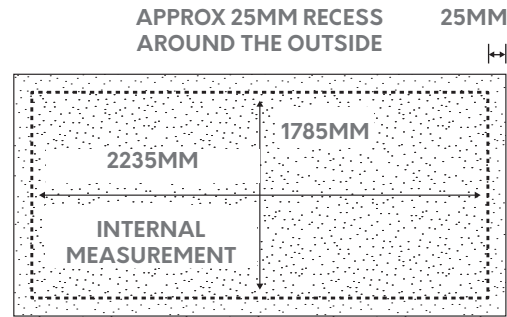 APPROX 25MM RECESS
AROUND THE OUTSIDE
25MM
1785MM
2235MM
INTERNAL
MEASUREMENT